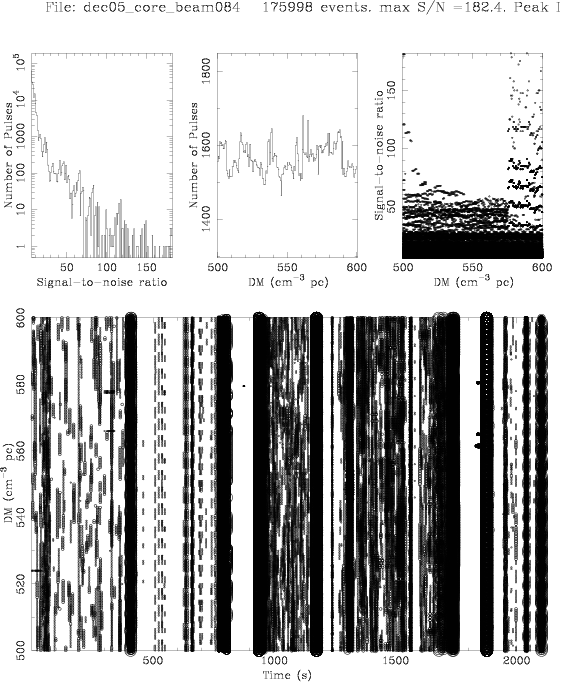 File: dec05_core_beam084 175998 events. max S/N =182.4. Peak
Number of Pulses
10^5
10^4
1000
100
10
1
50 100 150
Signal-to-noise ratio
Number of Pulses
1800
1600
1400
500 550 600
DM (cm^-3 pc)
Signal-to-noise ratio
150
100
50
500 550 600
DM (cm^-3 pc)
DM (cm^-3 pc)
600
580
560
540
520
500
500 1000 1500 2000
Time (s)